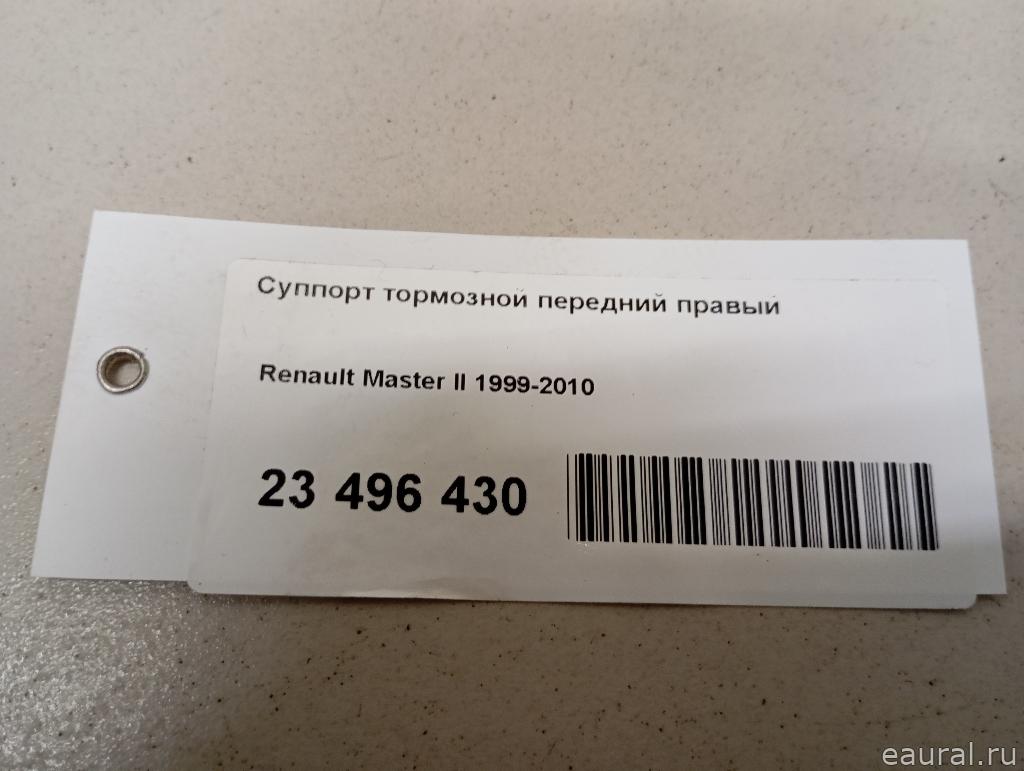 Суппорт тормозной передний правый
Renault Master II 1999-2010
23 496 430
eaural.ru